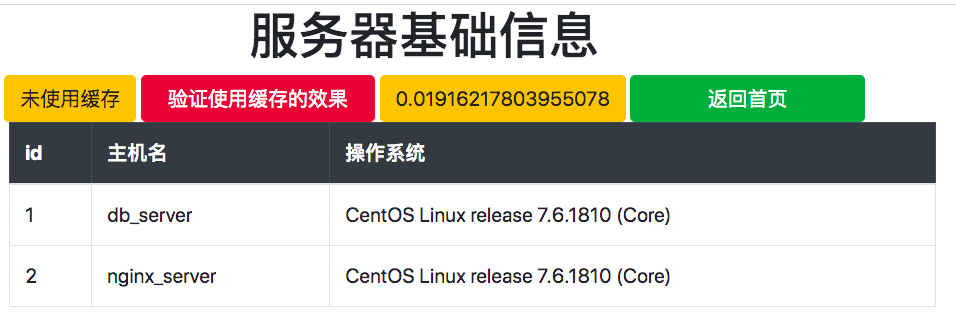 服务器基础信息
未使用缓存 验证使用缓存的效果 0.01916217803955078 返回首页
id 主机名 操作系统
1 db_server CentOS Linux release 7.6.1810 (Core)
2 nginx_server CentOS Linux release 7.6.1810 (Core)